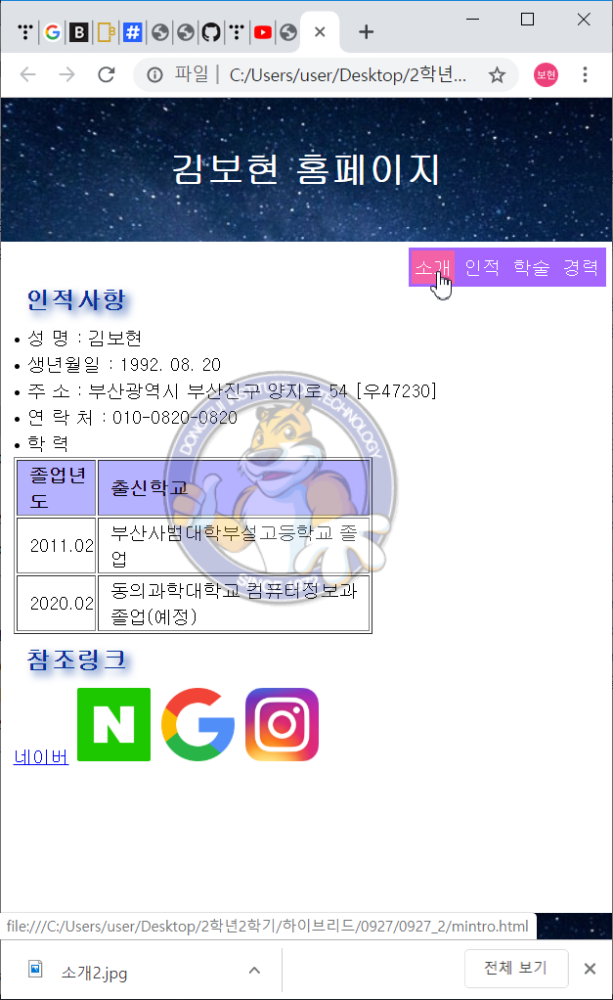 파일 C:/Users/user/Desktop/2학년... 보현
김보현 홈페이지
소개 인적 학술 경력
인적사항
• 성 명 : 김보현
• 생년월일 : 1992. 08. 20
• 주 소 : 부산광역시 부산진구 양지로 54 [우47230]
• 연 락 처 : 010-0820-0820
• 학 력
졸업년
도
출신학교
2011.02
부산사범대학부설고등학교 졸
업
2020.02
동의과학대학교 컴퓨터정보과
졸업(예정)
SINCE 1972
참조링크
네이버
file:///C:/Users/user/Desktop/2학년2학기/하이브리드/0927/0927_2/mintro.html
소개2.jpg 전체 보기